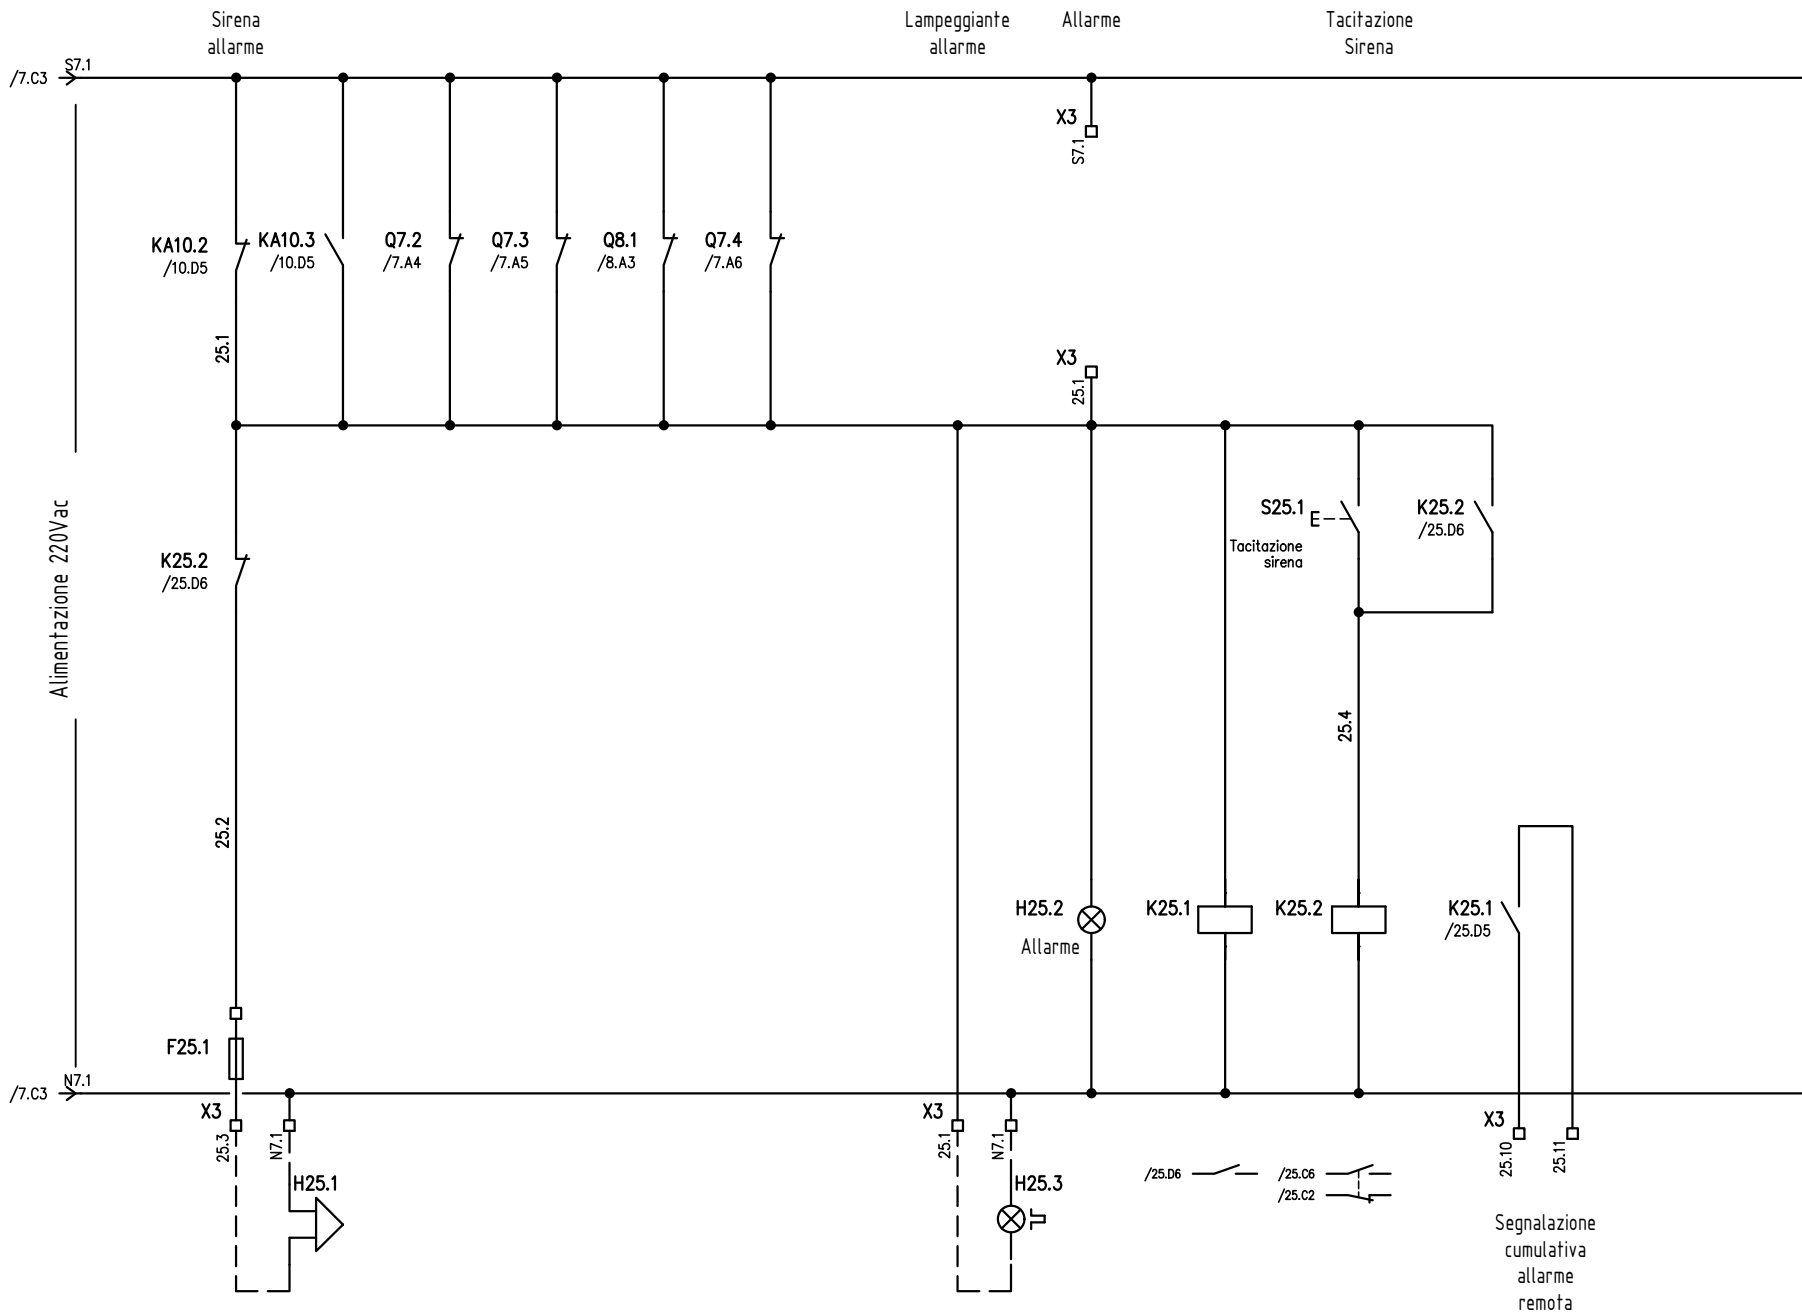 Sirena
allarme
Lampeggiante
allarme
Allarme
Tacitazione
Sirena
/7.C3
S7.1
X3
S7.1
KA10.2
/10.D5
KA10.3
/10.D5
Q7.2
/7.A4
Q7.3
/7.A5
Q8.1
/8.A3
Q7.4
/7.A6
25.1
X3
25.1
Alimentazione 220Vac
K25.2
/25.D6
S25.1
E
Tacitazione
sirena
K25.2
/25.D6
25.4
25.2
H25.2
Allarme
K25.1
K25.2
K25.1
/25.D5
F25.1
/7.C3
N7.1
X3
25.3
N7.1
H25.1
X3
25.1
N7.1
H25.3
X3
25.10
25.11
/25.D6
/25.C6
/25.C2
Segnalazione
cumulativa
allarme
remota